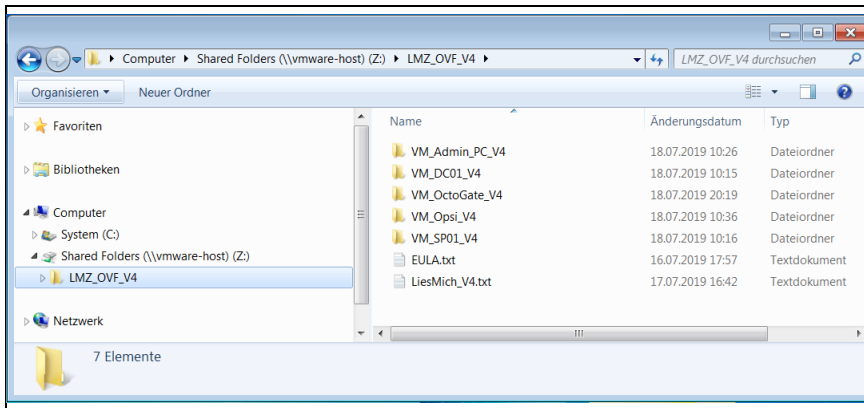 Computer Shared Folders (\\vmware-host) (Z:) LMZ_OVF_V4
LMZ_OVF_V4 durchsuchen
Organisieren Neuer Ordner
Favoriten
Bibliotheken
Computer
System (C:)
Shared Folders (\\vmware-host) (Z:)
LMZ_OVF_V4
Netzwerk
Name Änderungsdatum Typ
VM_Admin_PC_V4 18.07.2019 10:26 Dateiordner
VM_DC01_V4 18.07.2019 10:15 Dateiordner
VM_OctoGate_V4 18.07.2019 20:19 Dateiordner
VM_Opsi_V4 18.07.2019 10:36 Dateiordner
VM_SP01_V4 18.07.2019 10:16 Dateiordner
EULA.txt 16.07.2019 17:57 Textdokument
LiesMich_V4.txt 17.07.2019 16:42 Textdokument
7 Elemente